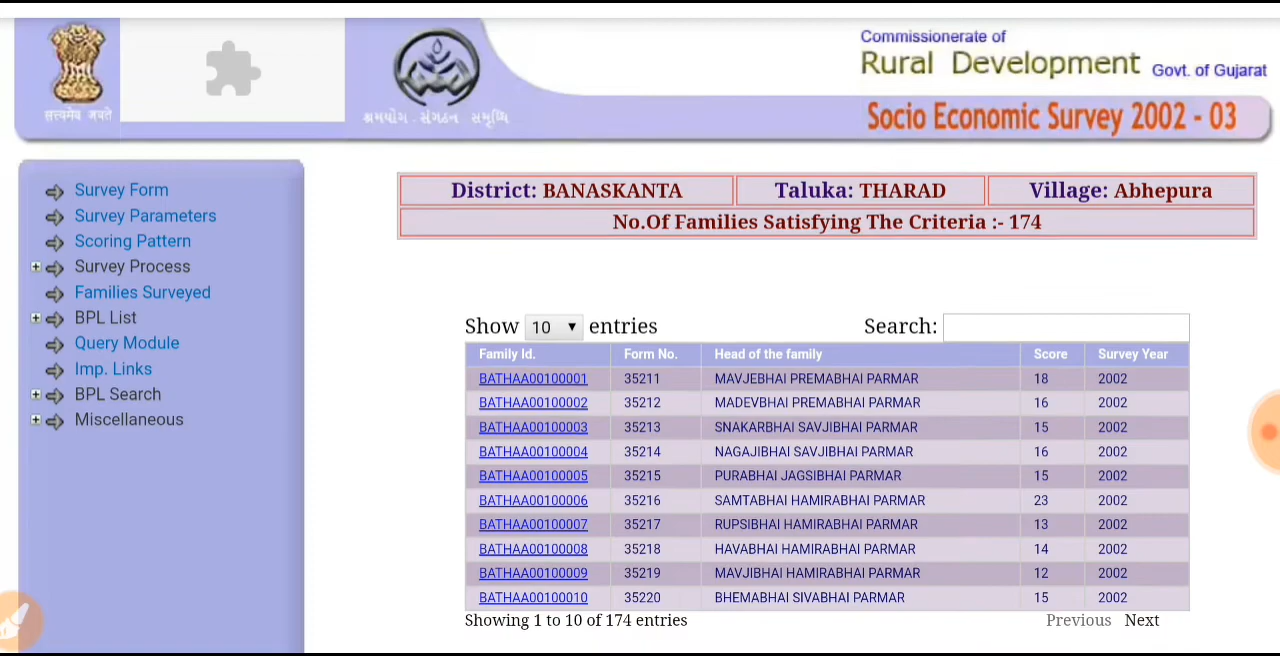 सत्यमेव जयते
श्रमयोग . સંગઠન સમૃધ્ધિ
Commissionerate of
Rural Development Govt. of Gujarat
Socio Economic Survey 2002 - 03
Survey Form
Survey Parameters
Scoring Pattern
Survey Process
Families Surveyed
BPL List
Query Module
Imp. Links
BPL Search
Miscellaneous
District: BANASKANTA Taluka: THARAD Village: Abhepura
No.Of Families Satisfying The Criteria :- 174
Show 10 entries Search:
Family Id. Form No. Head of the family Score Survey Year
BATHAA00100001 35211 MAVJEBHAI PREMABHAI PARMAR 18 2002
BATHAA00100002 35212 MADEVBHAI PREMABHAI PARMAR 16 2002
BATHAA00100003 35213 SNAKARBHAI SAVJIBHAI PARMAR 15 2002
BATHAA00100004 35214 NAGAJIBHAI SAVJIBHAI PARMAR 16 2002
BATHAA00100005 35215 PURABHAI JAGSIBHAI PARMAR 15 2002
BATHAA00100006 35216 SAMTABHAI HAMIRABHAI PARMAR 23 2002
BATHAA00100007 35217 RUPSIBHAI HAMIRABHAI PARMAR 13 2002
BATHAA00100008 35218 HAVABHAI HAMIRABHAI PARMAR 14 2002
BATHAA00100009 35219 MAVJIBHAI HAMIRABHAI PARMAR 12 2002
BATHAA00100010 35220 BHEMABHAI SIVABHAI PARMAR 15 2002
Showing 1 to 10 of 174 entries Previous Next